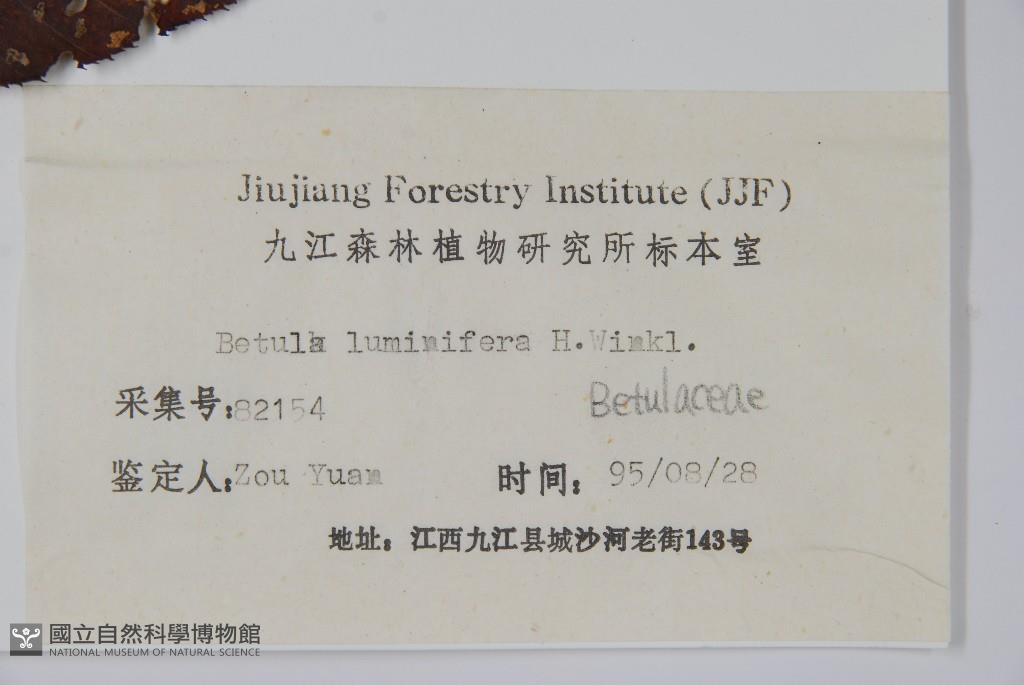 Jiujiang Forestry Institute (JJF)
九江森林植物研究所标本室
Betula luminifera H.Winkl.
采集号:82154
Betulaceae
鉴定人:Zou Yuan
时间: 95/08/28
地址: 江西九江县城沙河老街143号
國立自然科學博物館
NATIONAL MUSEUM OF NATURAL SCIENCE